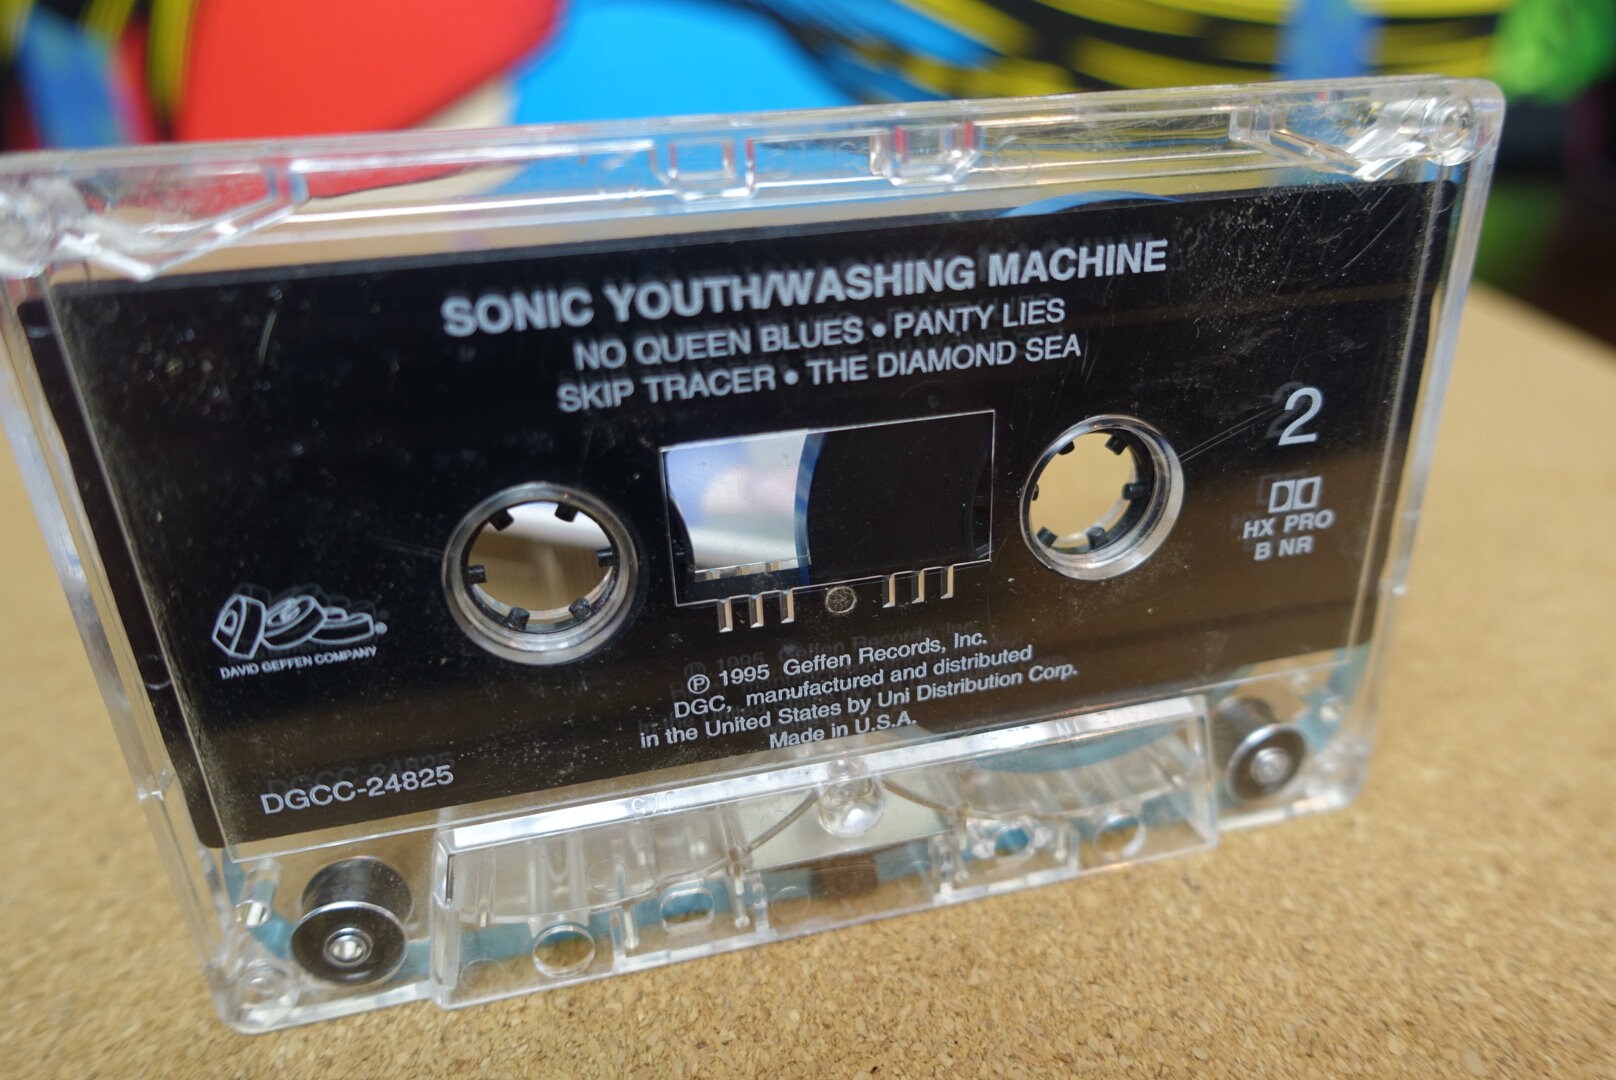 SONIC YOUTH/WASHING MACHINE
NO QUEEN BLUES • PANTY LIES
SKIP TRACER • THE DIAMOND SEA
2
HX PRO
B NR
DAVID GEFFEN COMPANY
℗ 1995 Geffen Records, Inc.
DGC, manufactured and distributed
in the United States by Uni Distribution Corp.
Made in U.S.A.
DGCC-24825